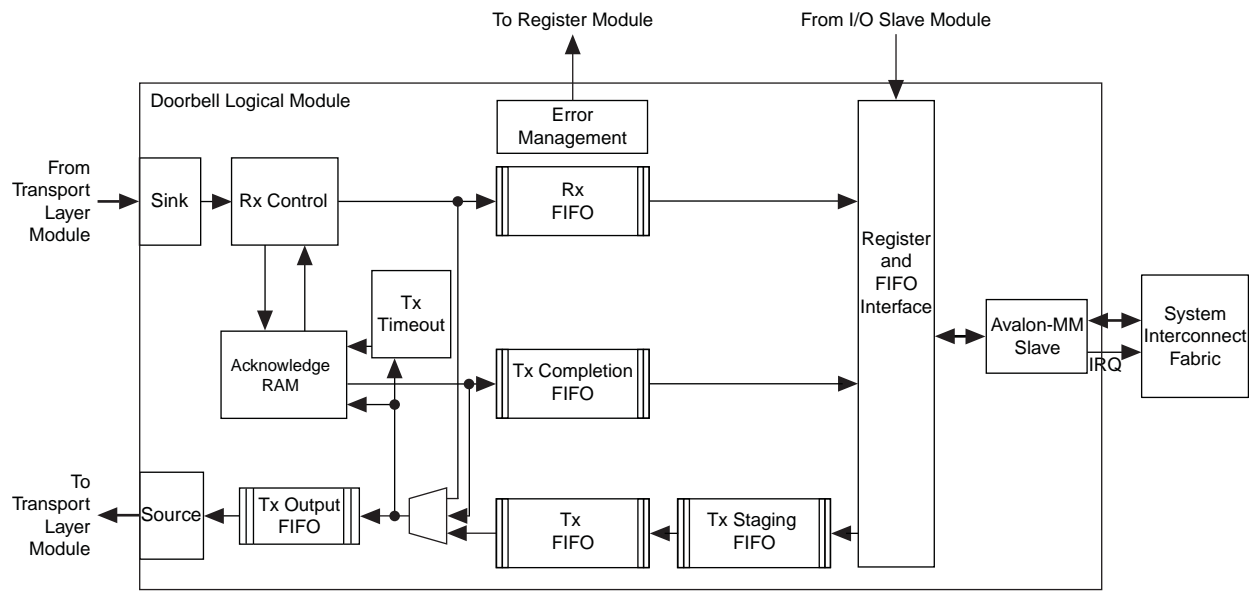 To Register Module
From I/O Slave Module
Doorbell Logical Module
Error
Management
From
Transport
Layer
Module
Sink
Rx Control
Rx
FIFO
Register
and
FIFO
Interface
Tx
Timeout
Acknowledge
RAM
Tx Completion
FIFO
Avalon-MM
Slave
IRQ
System
Interconnect
Fabric
To
Transport
Layer
Module
Source
Tx Output
FIFO
Tx
FIFO
Tx Staging
FIFO